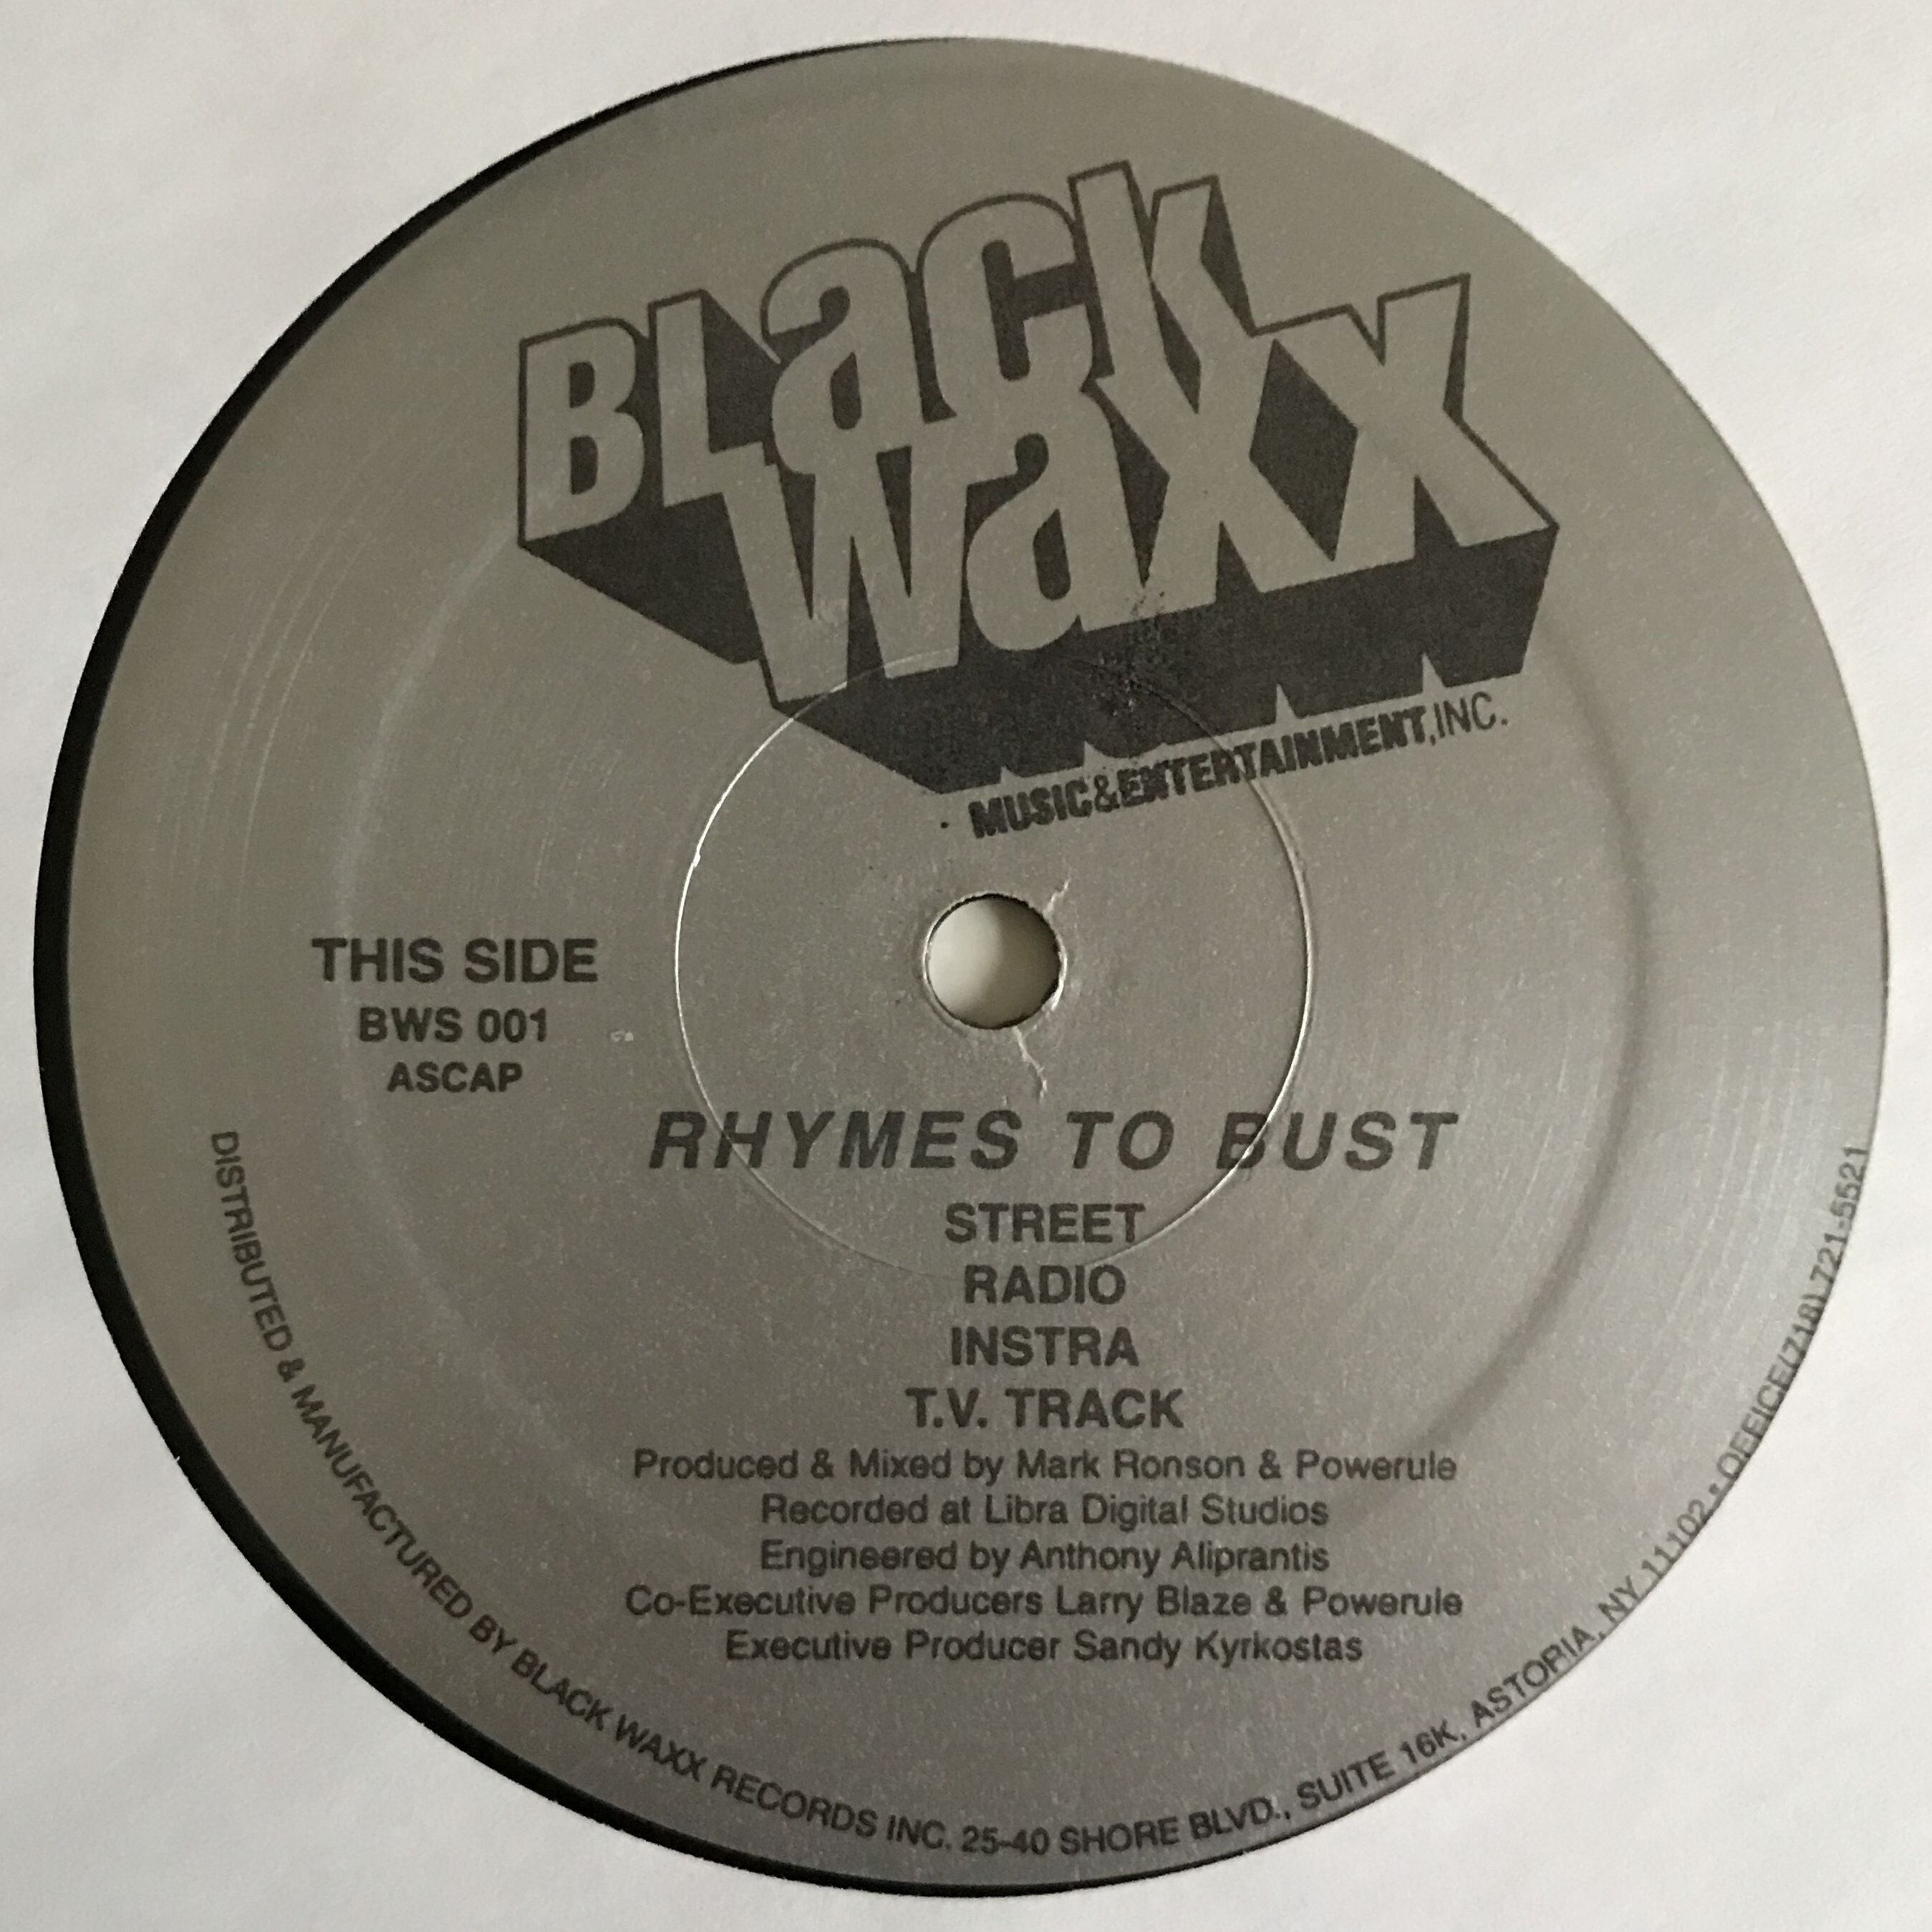 BLack
waxx
MUSIC&ENTERTAINMENT,INC.
THIS SIDE
BWS 001
ASCAP
RHYMES TO BUST
STREET
RADIO
INSTRA
T.V. TRACK
Produced & Mixed by Mark Ronson & Powerule
Recorded at Libra Digital Studios
Engineered by Anthony Aliprantis
Co-Executive Producers Larry Blaze & Powerule
Executive Producer Sandy Kyrkostas
DISTRIBUTED & MANUFACTURED BY BLACK WAXX RECORDS INC. 25-40 SHORE BLVD., SUITE 16K, ASTORIA, NY 11102 • OFFICE(718) 721-5521